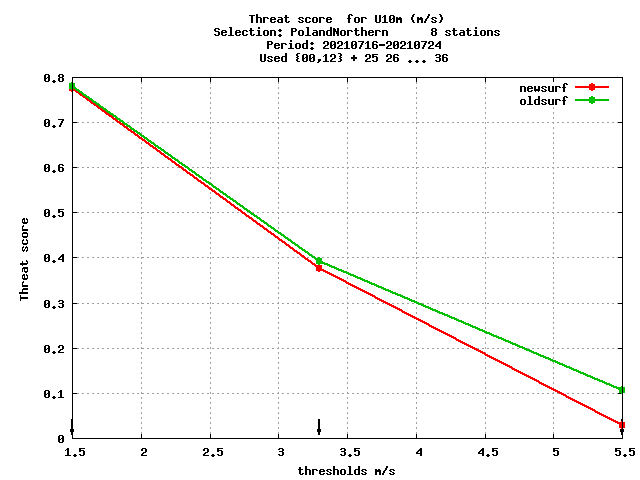 Threat score  for U10m (m/s)
Selection: PolandNorthern      8 stations
Period: 20210716-20210724
Used {00,12} + 25 26 ... 36
newsurf
oldsurf
0.8
0.7
0.6
0.5
0.4
0.3
0.2
0.1
0
Threat score
1.5 2 2.5 3 3.5 4 4.5 5 5.5
thresholds m/s